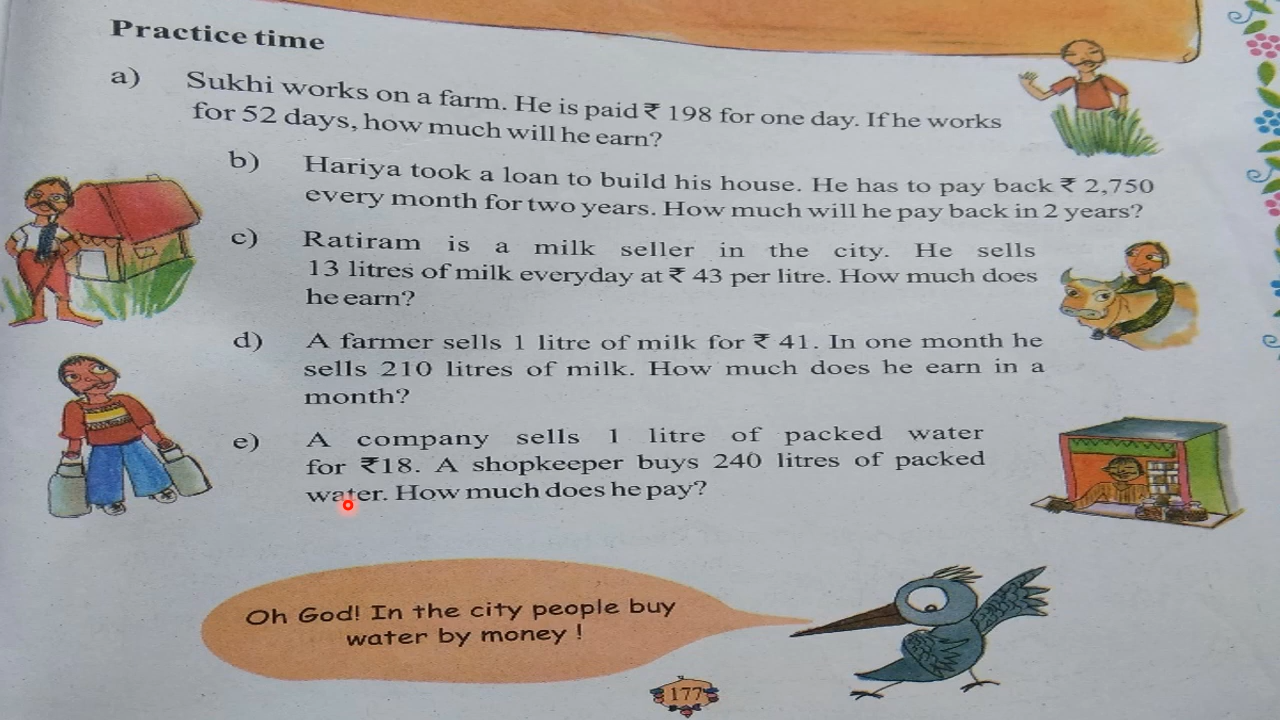 Practice time
a) Sukhi works on a farm. He is paid ₹ 198 for one day. If he works
for 52 days, how much will he earn?
b) Hariya took a loan to build his house. He has to pay back ₹ 2,750
every month for two years. How much will he pay back in 2 years?
c) Ratiram is a milk seller in the city. He sells
13 litres of milk everyday at ₹ 43 per litre. How much does
he earn?
d) A farmer sells 1 litre of milk for ₹ 41. In one month he
sells 210 litres of milk. How much does he earn in a
month?
e) A company sells 1 litre of packed water
for ₹18. A shopkeeper buys 240 litres of packed
water. How much does he pay?
Oh God! In the city people buy
water by money !
177